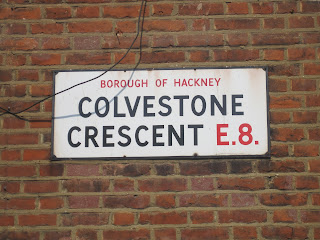 BOROUGH OF HACKNEY
COLVESTONE
CRESCENT E.8.